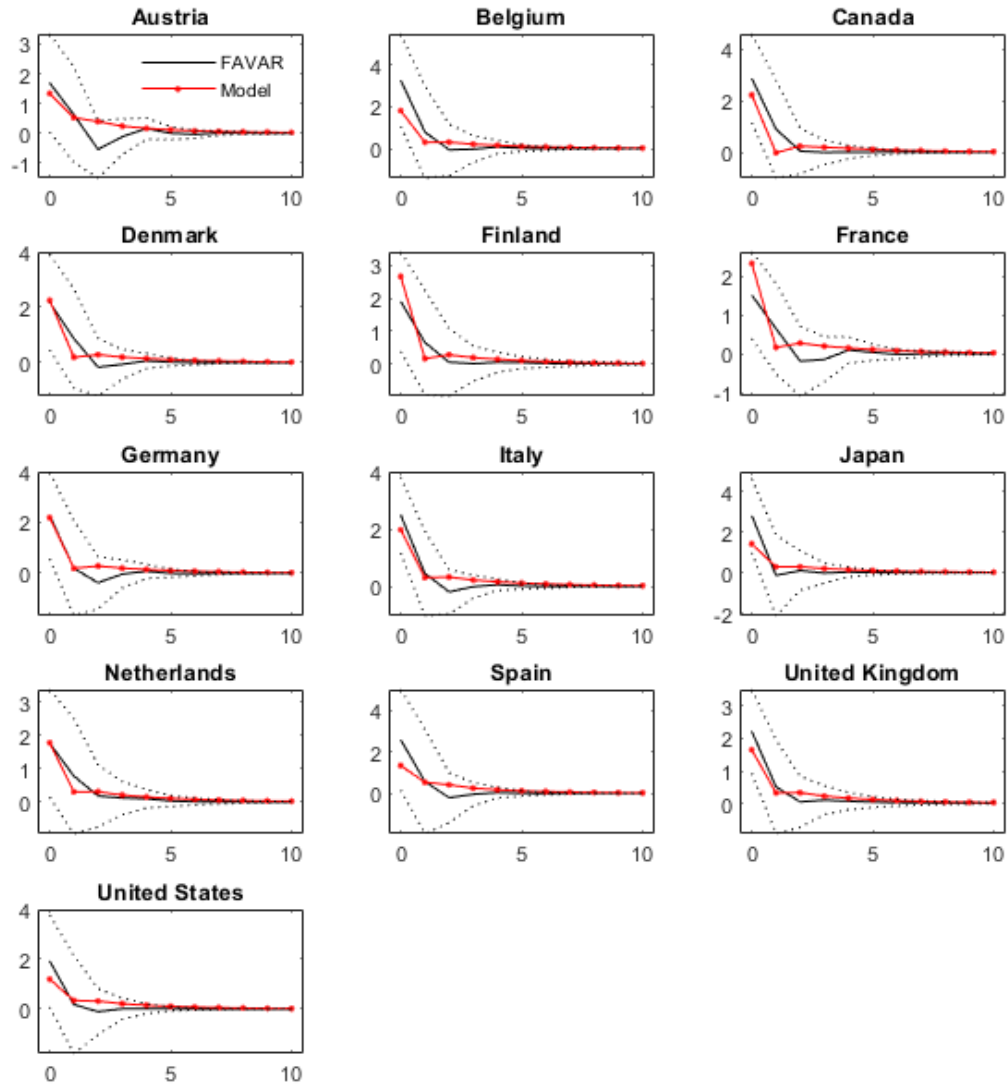 Austria Belgium Canada
3
2
1
0
-1
FAVAR
Model
0 5 10
4
2
0
0 5 10
4
2
0
0 5 10
Denmark Finland France
4
2
0
0 5 10
3
2
1
0
0 5 10
2
1
0
-1
0 5 10
Germany Italy Japan
4
2
0
0 5 10
4
2
0
0 5 10
4
2
0
-2
0 5 10
Netherlands Spain United Kingdom
3
2
1
0
0 5 10
4
2
0
0 5 10
3
2
1
0
0 5 10
United States
4
2
0
0 5 10